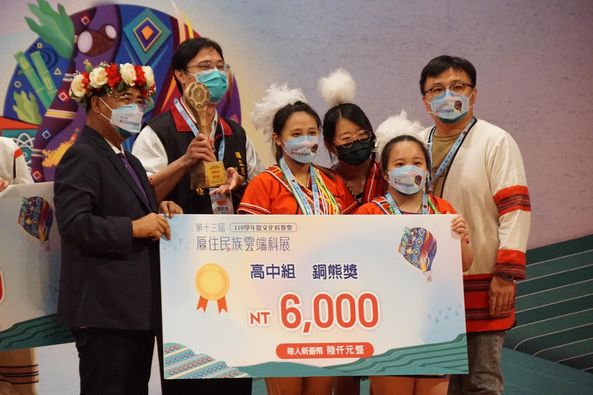 第十三屆
110學年度文化科教獎
原住民族雲端科展
高中組 銅熊獎
NT 6,000
每人新臺幣 陸仟元整